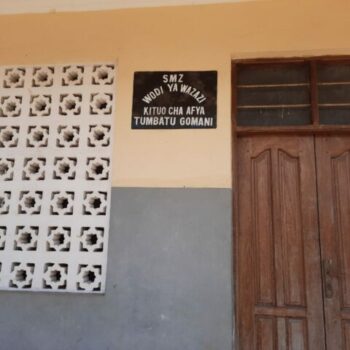 SMZ
WODI YA WAZAZI
KITUO CHA AFYA
TUMBATU GOMANI